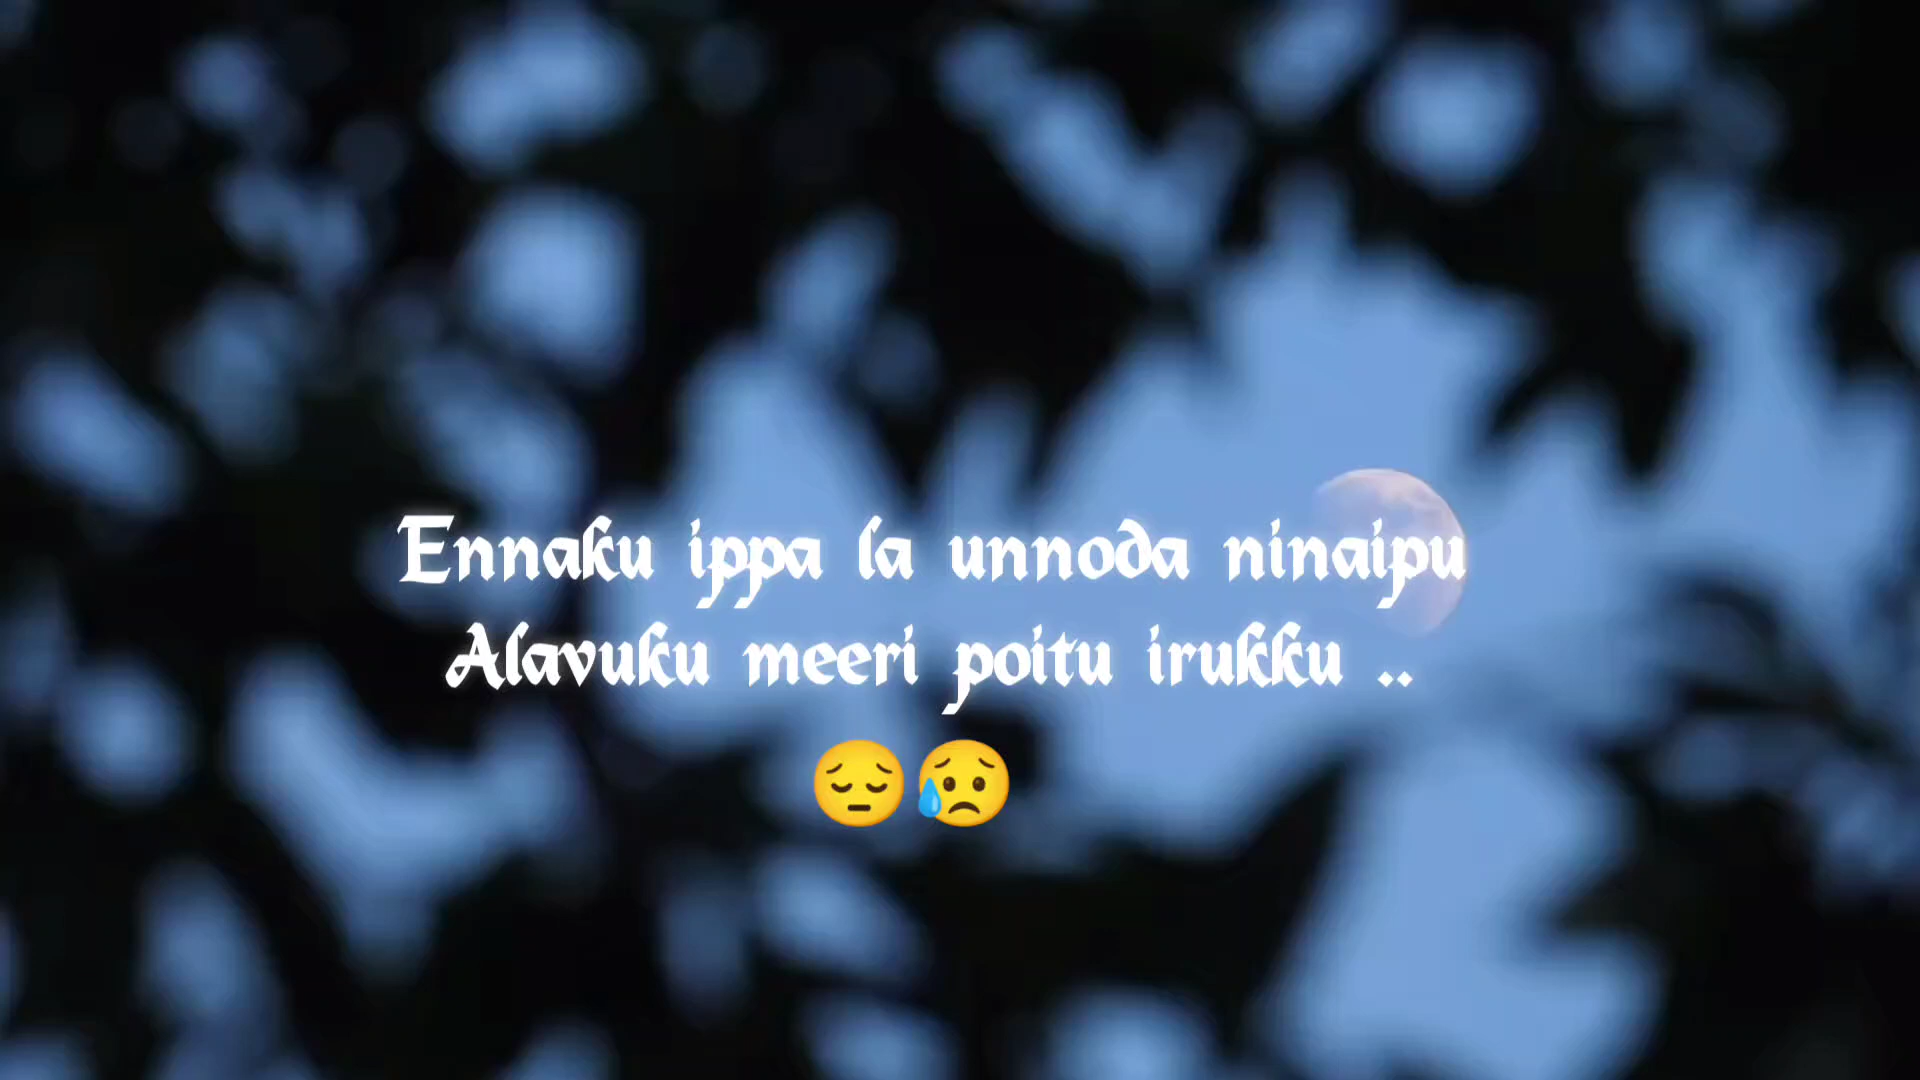 Ennaku ippa la unnoda ninaipu
Alavuku meeri poitu irukku ..
😔😥